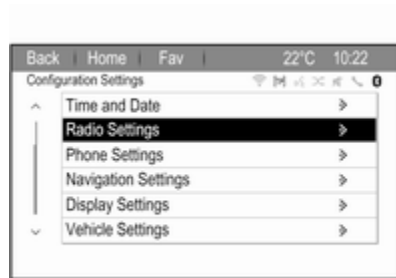 Back Home Fav 22°C 10:22
Configuration Settings
Time and Date
Radio Settings
Phone Settings
Navigation Settings
Display Settings
Vehicle Settings